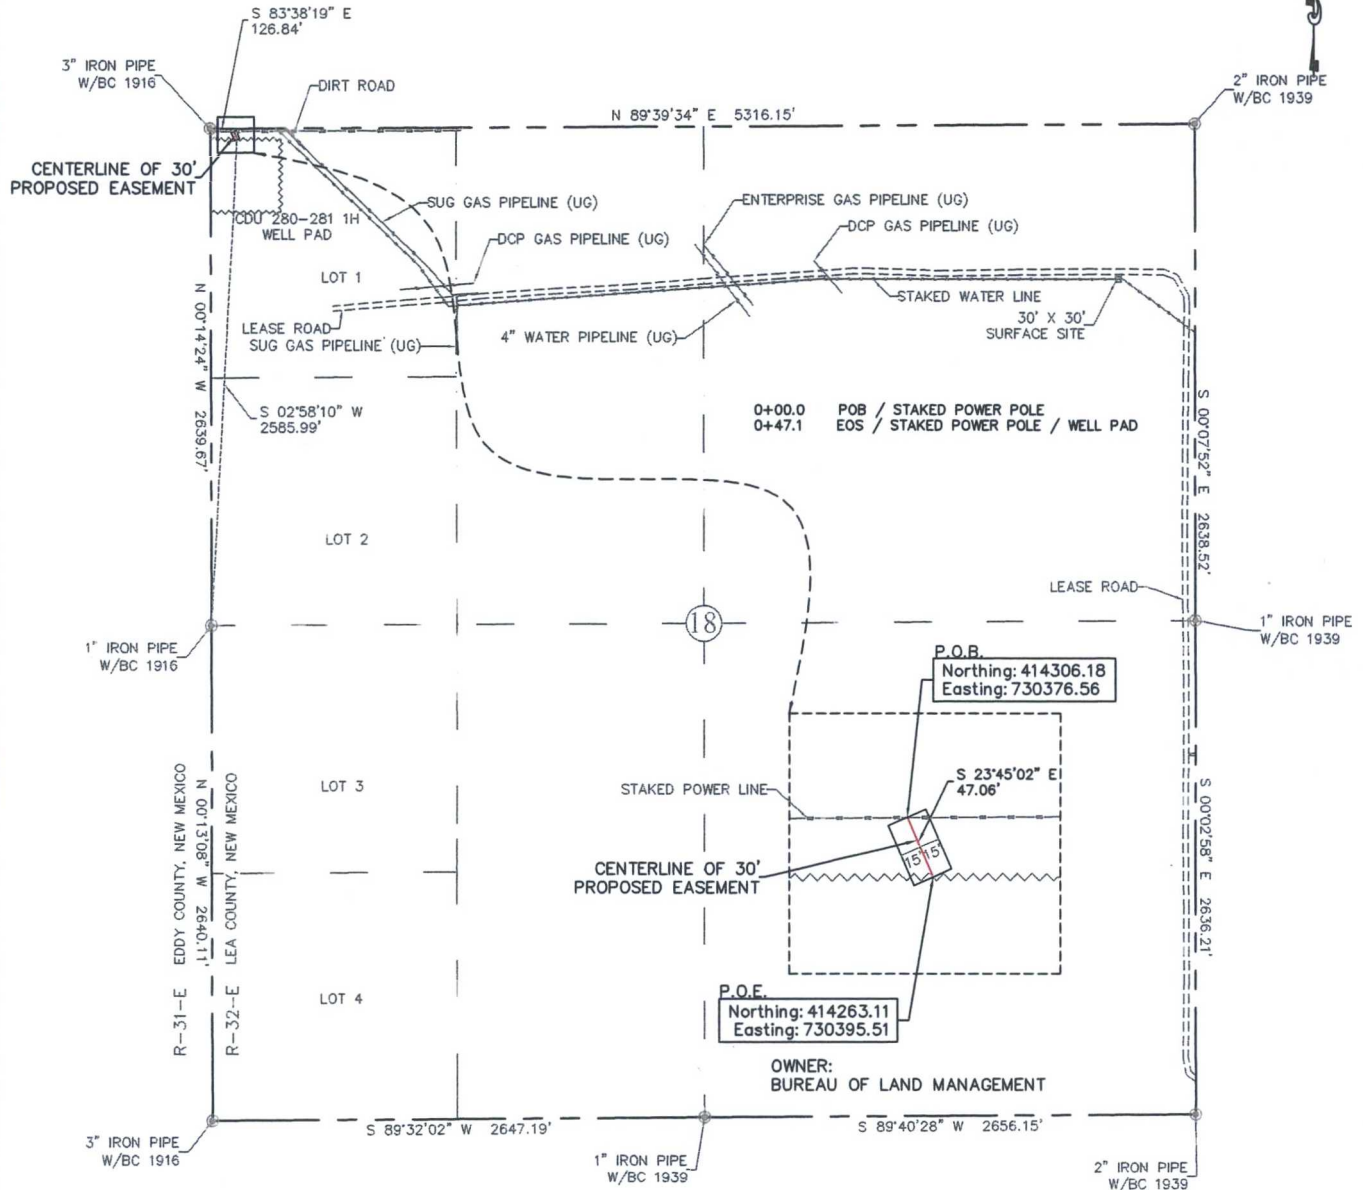 S 83°38'19" E
126.84'
3" IRON PIPE
W/BC 1916
DIRT ROAD
N 89°39'34" E 5316.15'
2" IRON PIPE
W/BC 1939
CENTERLINE OF 30'
PROPOSED EASEMENT
CDU 280-281 1H
WELL PAD
SUG GAS PIPELINE (UG)
ENTERPRISE GAS PIPELINE (UG)
DCP GAS PIPELINE (UG)
DCP GAS PIPELINE (UG)
LOT 1
STAKED WATER LINE
30' X 30'
SURFACE SITE
LEASE ROAD
SUG GAS PIPELINE (UG)
4" WATER PIPELINE (UG)
N 00°14'24" W 2639.67'
S 02°58'10" W
2585.99'
0+00.0 POB / STAKED POWER POLE
0+47.1 EOS / STAKED POWER POLE / WELL PAD
S 00°07'52" E 2638.52'
LOT 2
LEASE ROAD
18
1" IRON PIPE
W/BC 1916
1" IRON PIPE
W/BC 1939
P.O.B.
Northing: 414306.18
Easting: 730376.56
S 23°45'02" E
47.06'
STAKED POWER LINE
LOT 3
15' 15'
CENTERLINE OF 30'
PROPOSED EASEMENT
R-31-E EDDY COUNTY, NEW MEXICO
N 00°13'08" W 2640.11'
R-32-E LEA COUNTY, NEW MEXICO
S 00°02'58" E 2636.21'
LOT 4
P.O.E.
Northing: 414263.11
Easting: 730395.51
OWNER:
BUREAU OF LAND MANAGEMENT
S 89°32'02" W 2647.19'
S 89°40'28" W 2656.15'
3" IRON PIPE
W/BC 1916
1" IRON PIPE
W/BC 1939
2" IRON PIPE
W/BC 1939